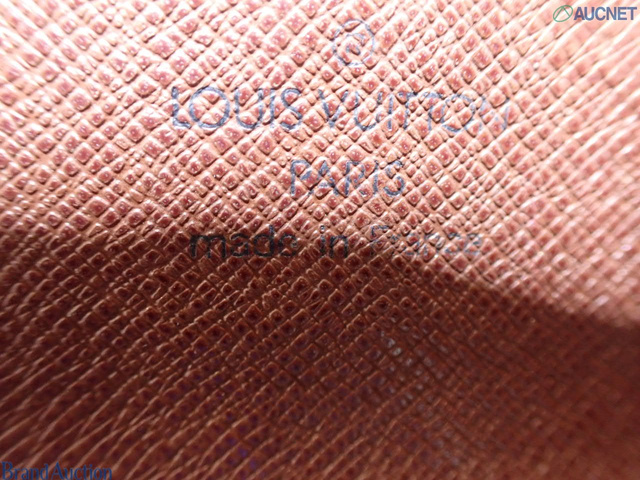 AUCNET
LOUIS VUITTON
PARIS
made in France
Brand Auction